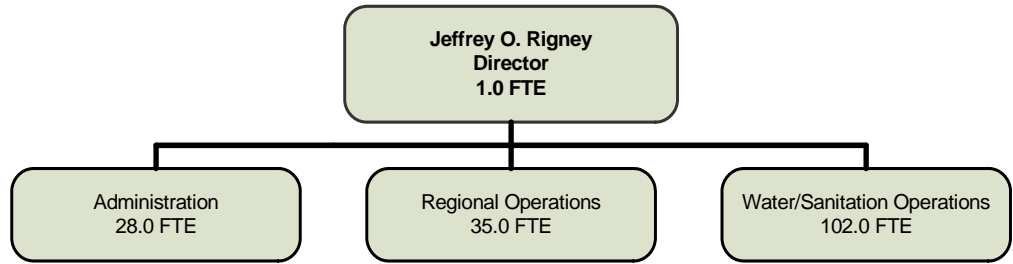 Jeffrey O. Rigney
Director
1.0 FTE
Administration
28.0 FTE
Regional Operations
35.0 FTE
Water/Sanitation Operations
102.0 FTE